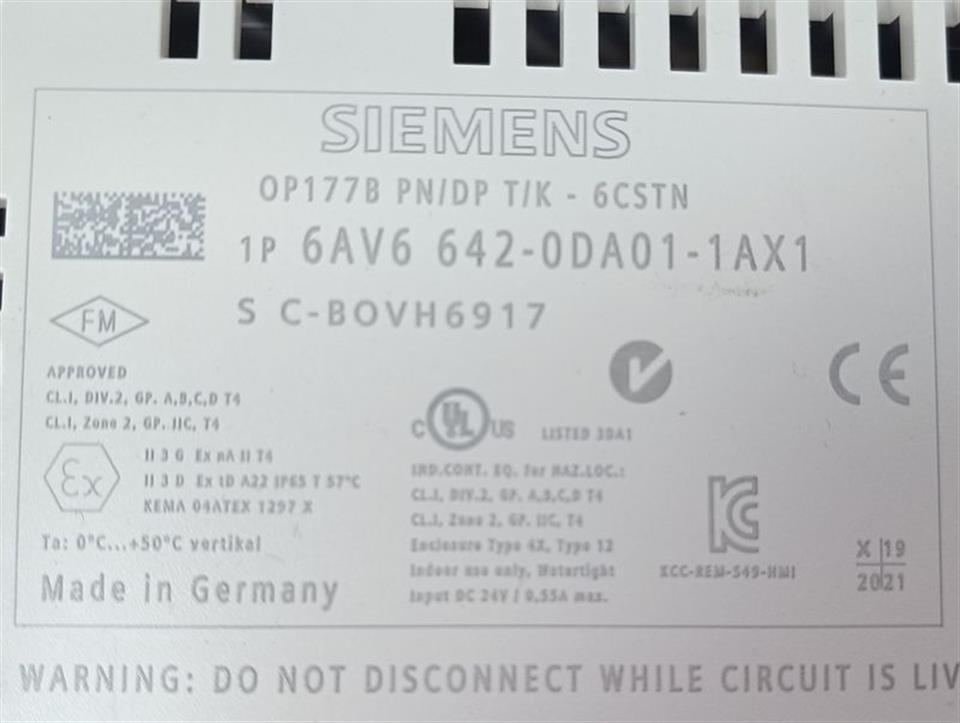 SIEMENS
OP177B PN/DP T/K - 6CSTN
1P 6AV6 642-0DA01-1AX1
S C-BOVH6917
FM
APPROVED
CL.I, DIV.2, GP. A,B,C,D T4
CL.I, Zone 2, GP. IIC, T4
Ex
II 3 G Ex nA II T4
II 3 D Ex tD A22 IP65 T 57°C
KEMA 04ATEX 1297 X
Ta: 0°C...+50°C vertikal
Made in Germany
C UL US LISTED 3DA1
IND.CONT. EQ. for HAZ.LOC.:
CL.I, DIV.2, GP. A,B,C,D T4
CL.I, Zone 2, GP. IIC, T4
Enclosure Type 4X, Type 12
Indoor use only, Watertight
Input DC 24V / 0,55A max.
CE
KCC-REM-S49-HMI
X 19
2021
WARNING: DO NOT DISCONNECT WHILE CIRCUIT IS LIV